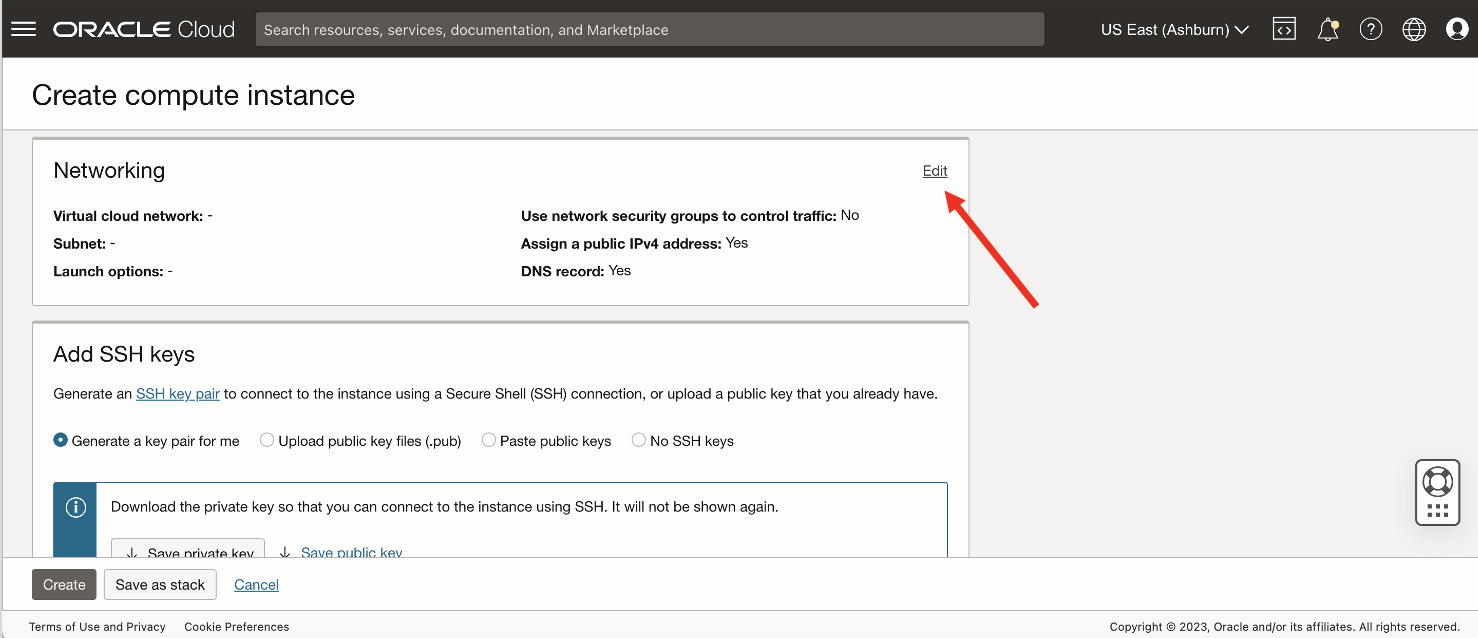 ORACLE Cloud Search resources, services, documentation, and Marketplace US East (Ashburn)
Create compute instance
Networking Edit
Virtual cloud network: - Use network security groups to control traffic: No
Subnet: - Assign a public IPv4 address: Yes
Launch options: - DNS record: Yes
Add SSH keys
Generate an SSH key pair to connect to the instance using a Secure Shell (SSH) connection, or upload a public key that you already have.
Generate a key pair for me Upload public key files (.pub) Paste public keys No SSH keys
Download the private key so that you can connect to the instance using SSH. It will not be shown again.
Save private key Save public key
Create Save as stack Cancel
Terms of Use and Privacy Cookie Preferences Copyright © 2023, Oracle and/or its affiliates. All rights reserved.